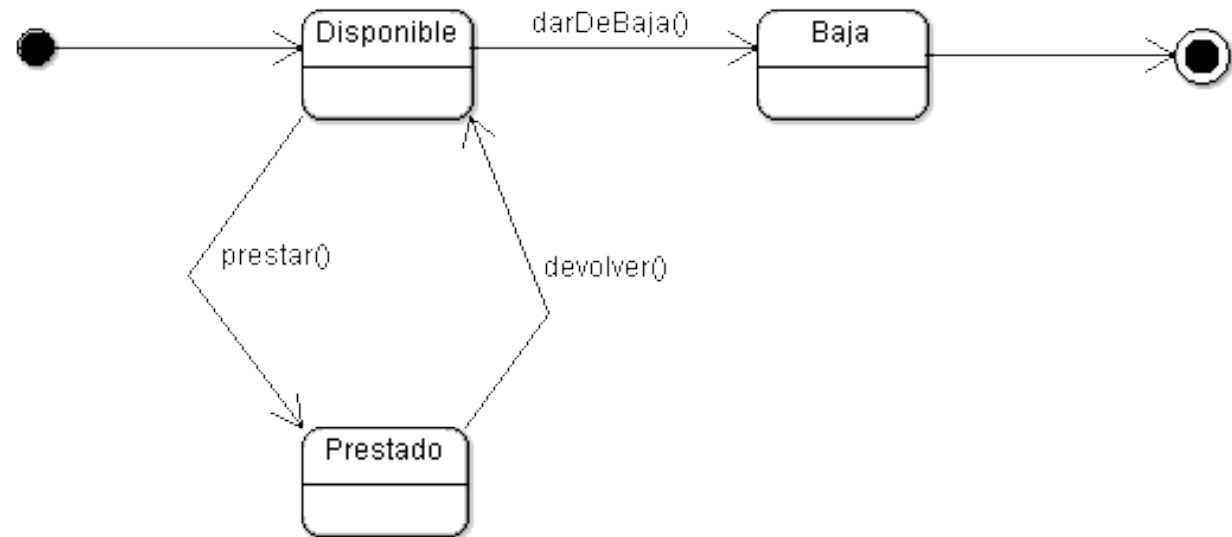 Disponible
darDeBaja()
Baja
prestar()
devolver()
Prestado